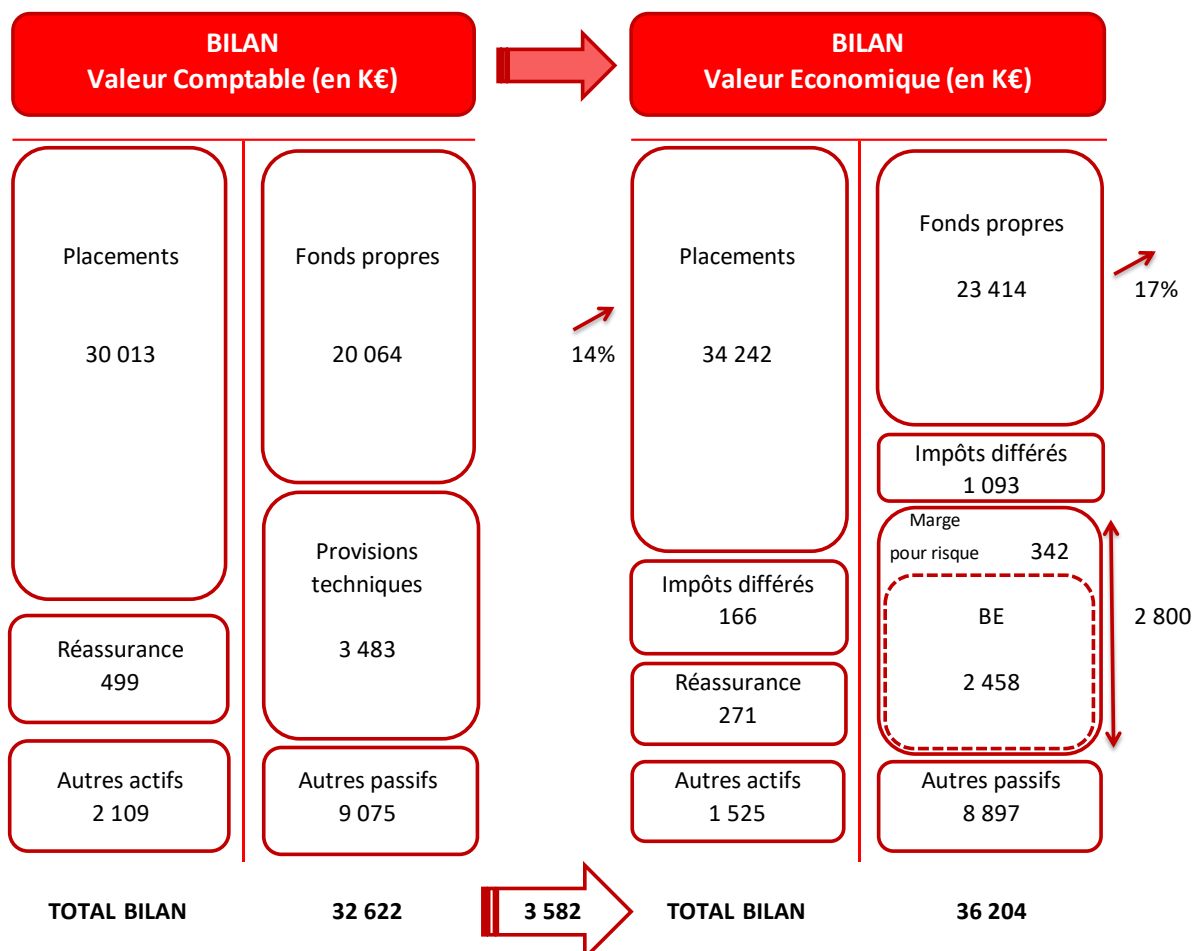 BILAN
Valeur Comptable (en K€)
BILAN
Valeur Economique (en K€)
Placements
30 013
Réassurance
499
Autres actifs
2 109
Fonds propres
20 064
Provisions
techniques
3 483
Autres passifs
9 075
14%
Placements
34 242
Impôts différés
166
Réassurance
271
Autres actifs
1 525
Fonds propres
23 414
17%
Impôts différés
1 093
Marge
pour risque 342
BE
2 458
2 800
Autres passifs
8 897
TOTAL BILAN 32 622 3 582 TOTAL BILAN 36 204